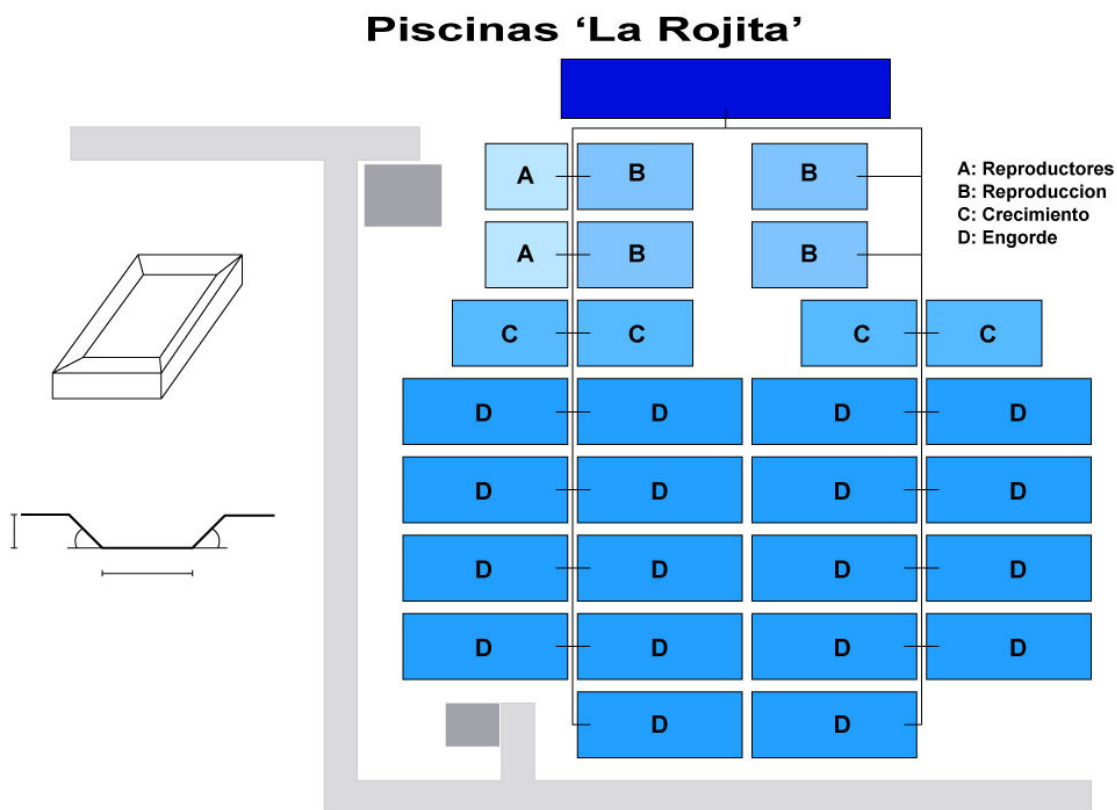 Piscinas ‘La Rojita’
A B B
A: Reproductores
B: Reproduccion
C: Crecimiento
D: Engorde
A B B
C C C C
D D D D
D D D D
D D D D
D D D D
D D